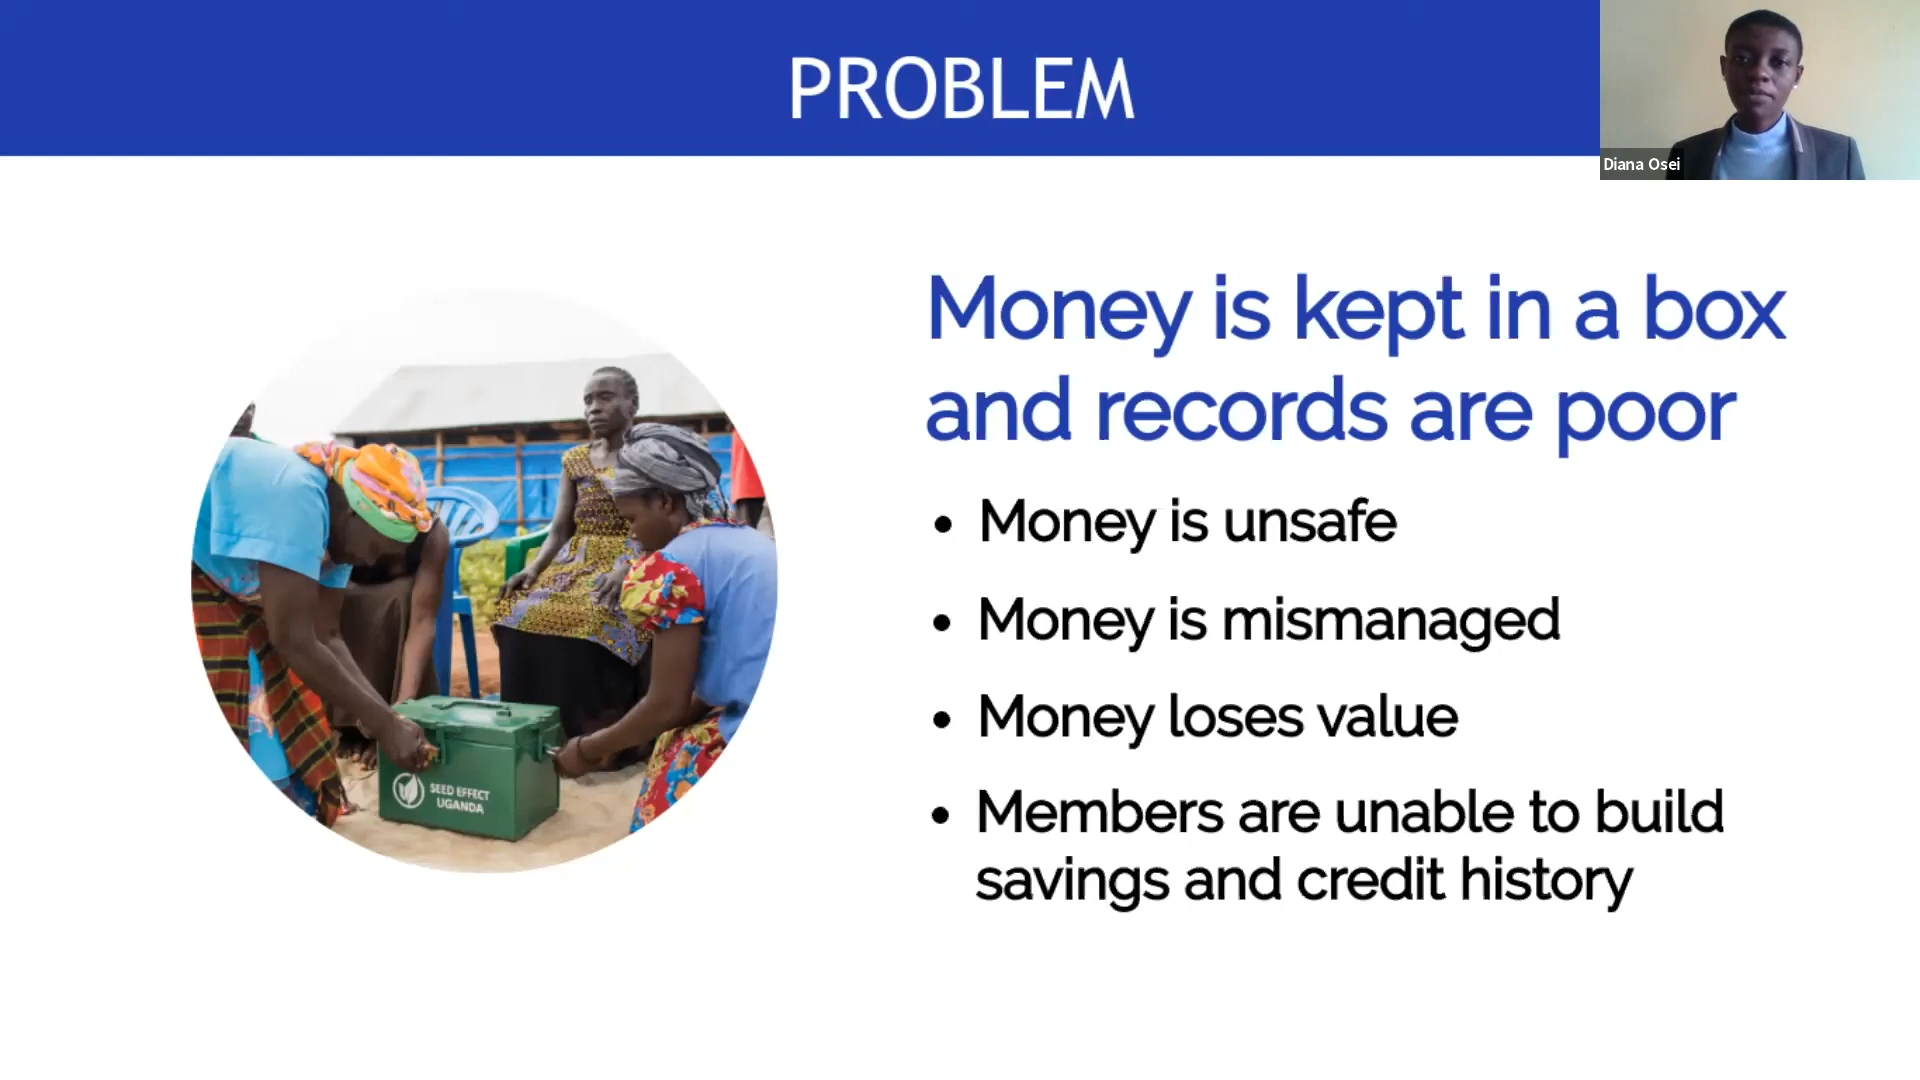 PROBLEM
Diana Osei
Money is kept in a box
and records are poor
• Money is unsafe
• Money is mismanaged
• Money loses value
• Members are unable to build
savings and credit history
SEED EFFECT
UGANDA